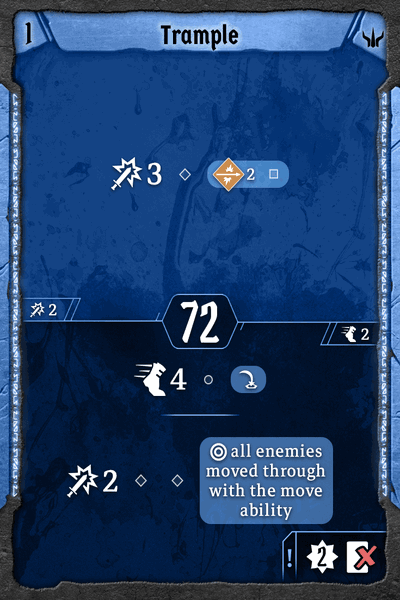 1 Trample
3 2
2
72
2
4
2
all enemies
moved through
with the move
ability
! 2 X